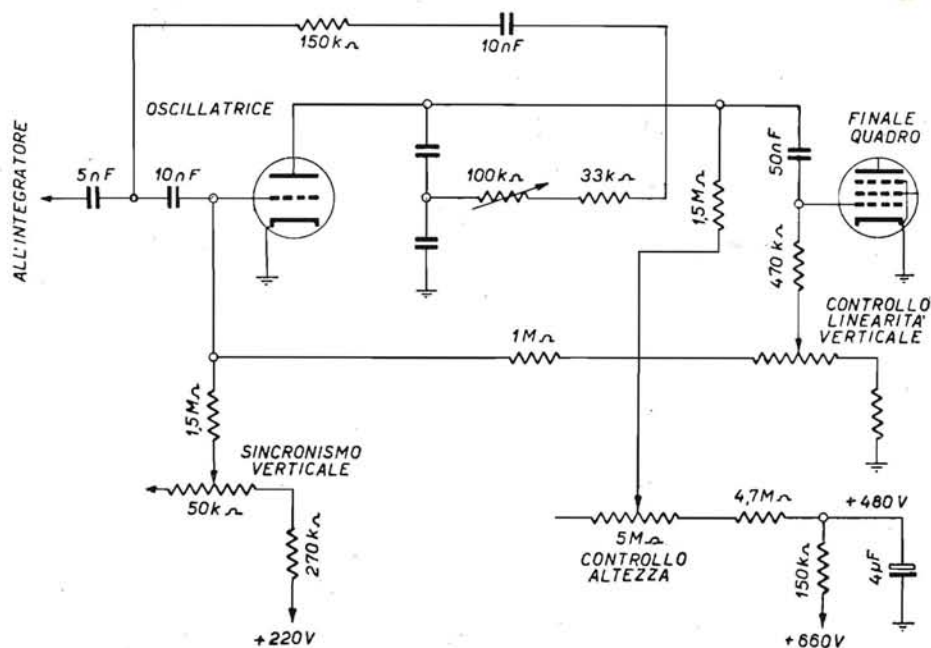 150kΩ
10nF
OSCILLATRICE
FINALE
QUADRO
ALL'INTEGRATORE
5nF
10nF
100kΩ
33kΩ
1,5MΩ
50nF
470kΩ
CONTROLLO
LINEARITA'
VERTICALE
1MΩ
1,5MΩ
SINCRONISMO
VERTICALE
50kΩ
270kΩ
+220V
5MΩ
CONTROLLO
ALTEZZA
4,7MΩ
+480V
150kΩ
4µF
+660V